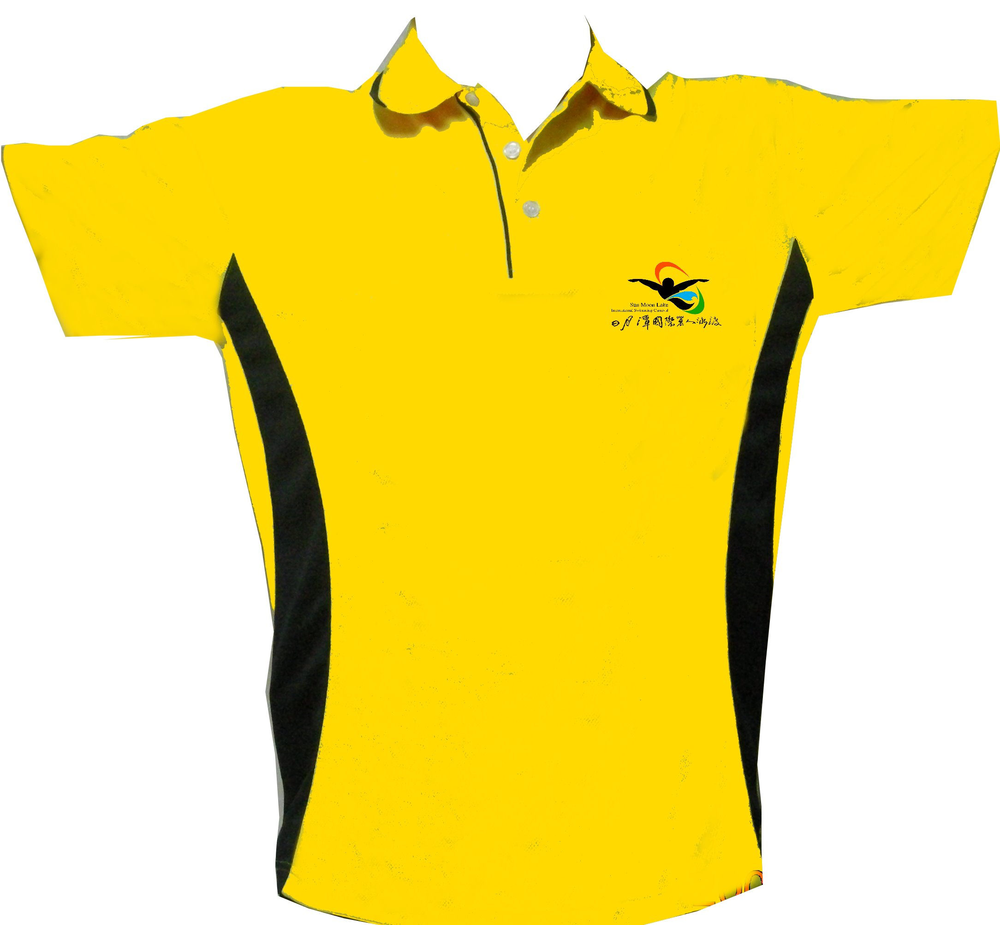 Sun Moon Lake
International Swimming Carnival
日月潭國際萬人泳渡